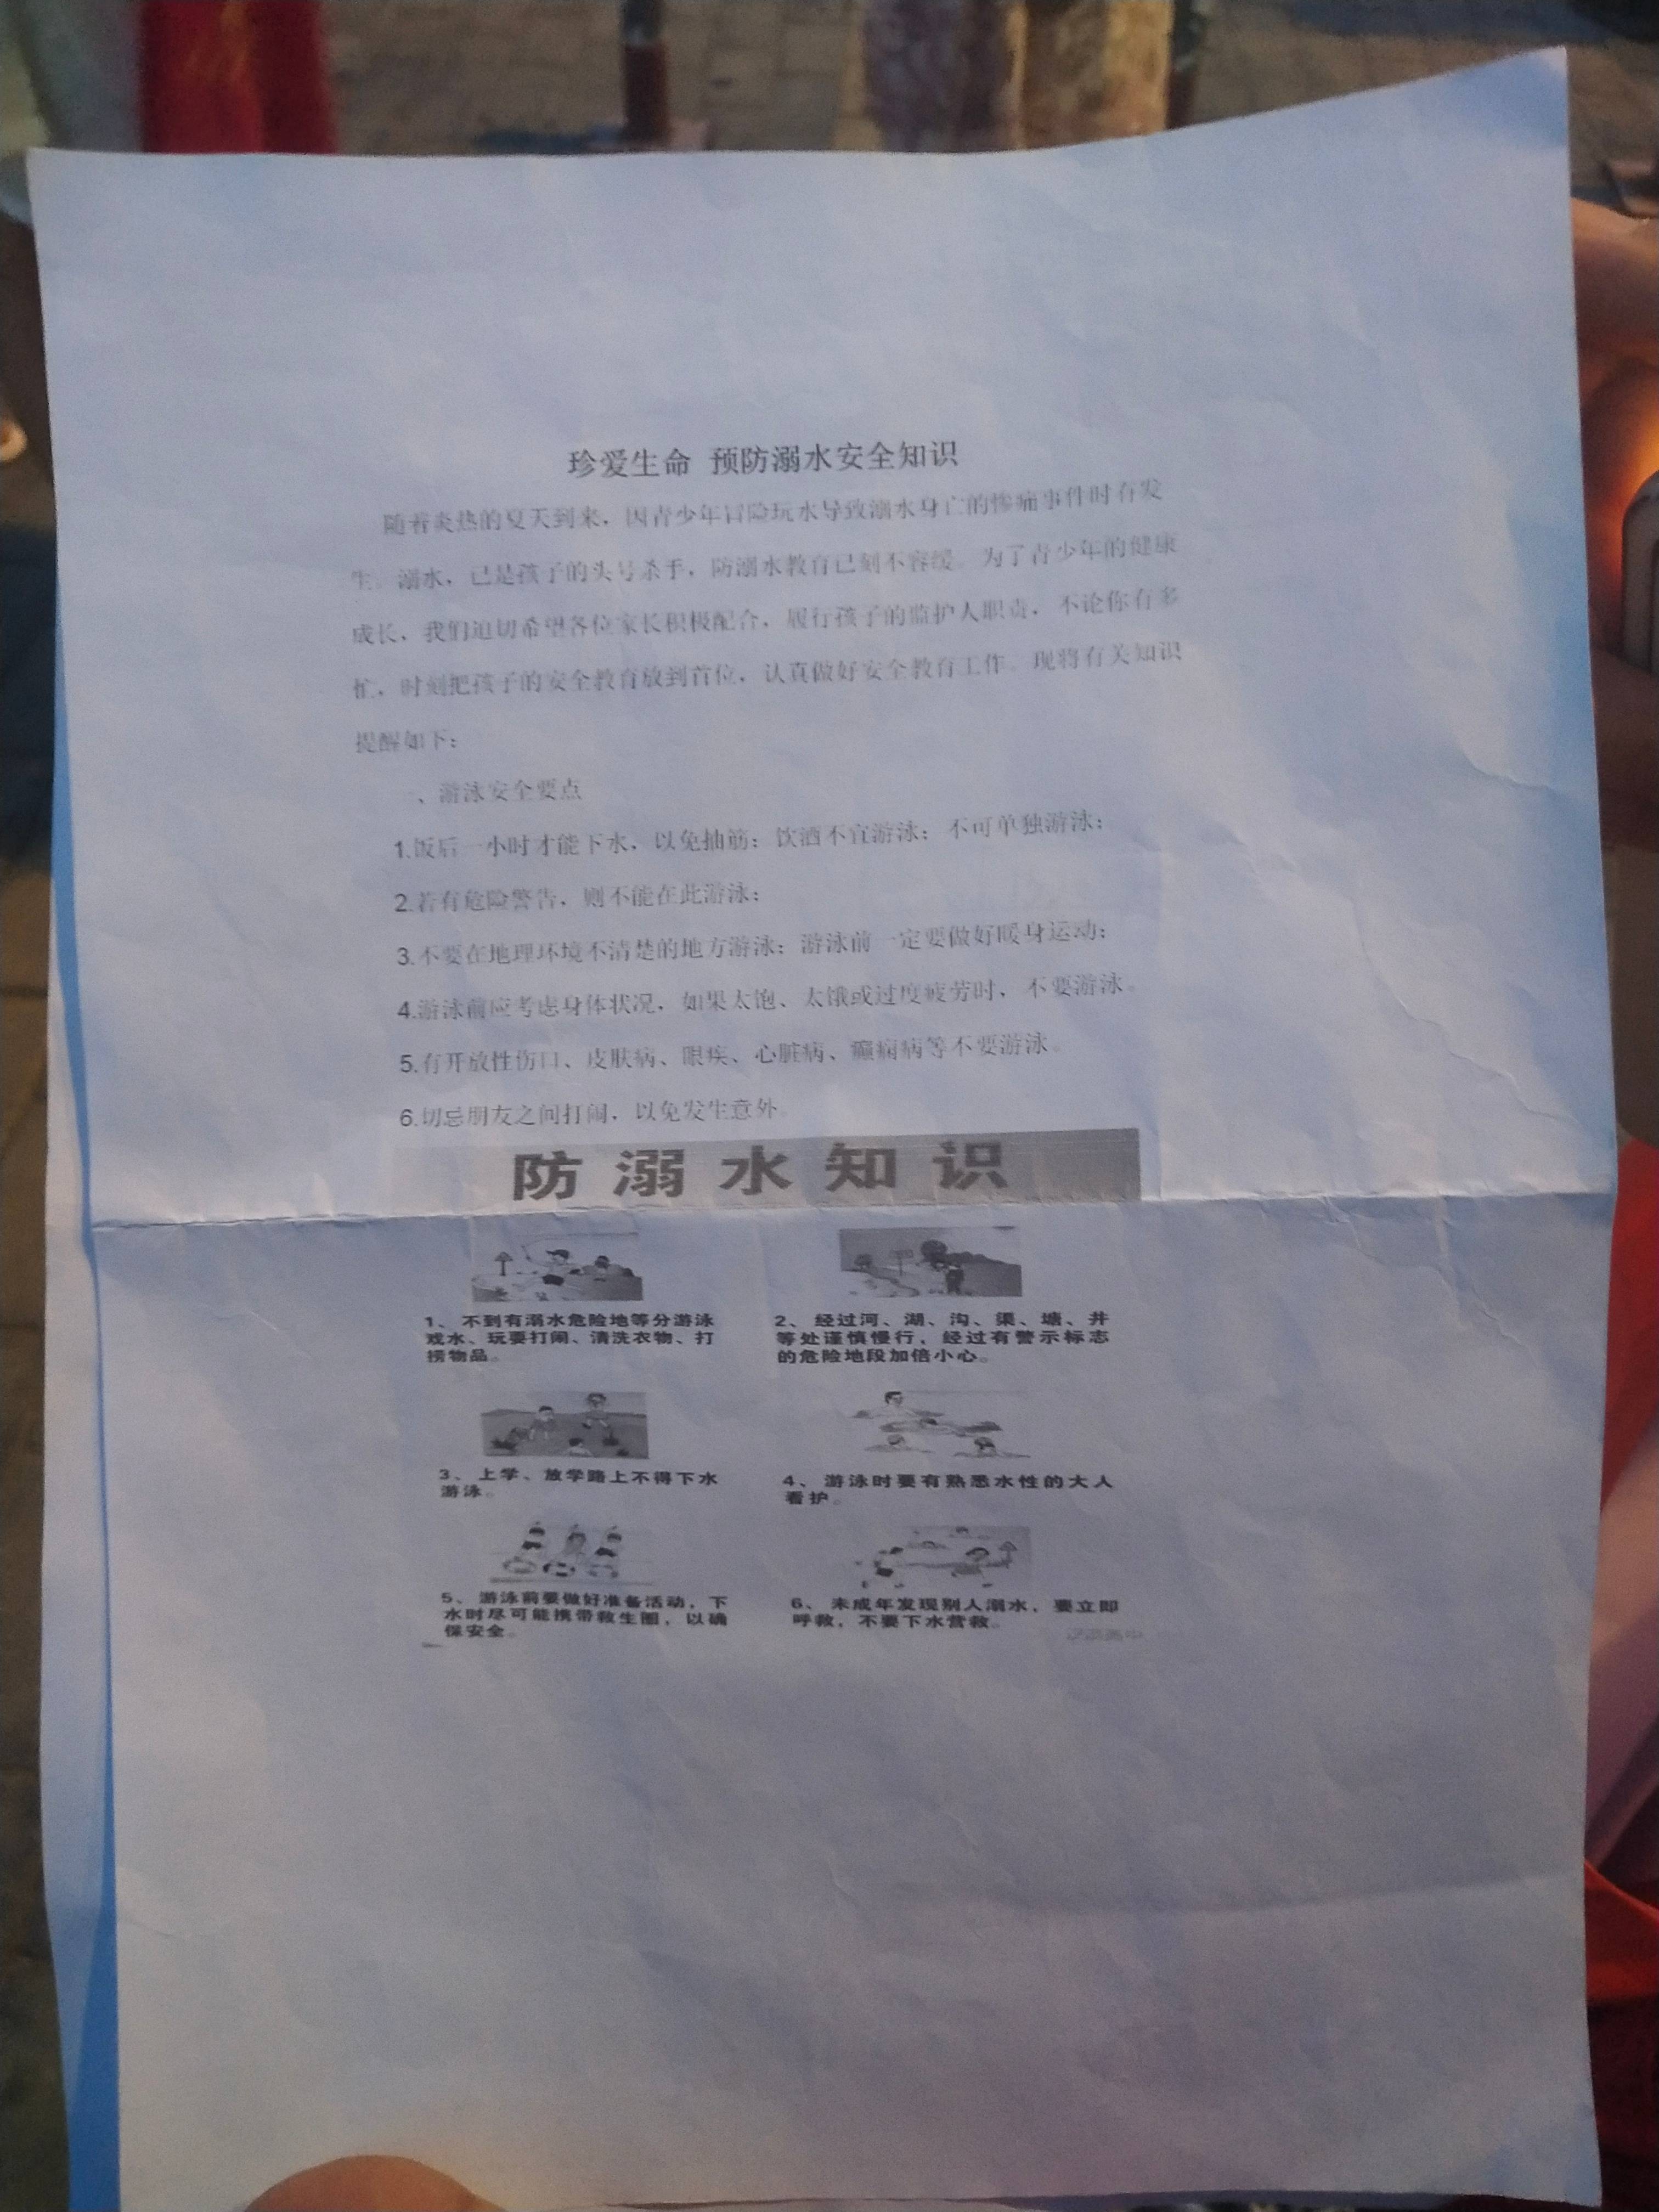 珍爱生命 预防溺水安全知识
随着炎热的夏天到来，因青少年冒险玩水导致溺水身亡的惨痛事件时有发
生。溺水，已是孩子的头号杀手，防溺水教育已刻不容缓。为了青少年的健康
成长，我们迫切希望各位家长积极配合，履行孩子的监护人职责，不论你有多
忙，时刻把孩子的安全教育放到首位，认真做好安全教育工作。现将有关知识
提醒如下：
一、游泳安全要点
1.饭后一小时才能下水，以免抽筋；饮酒不宜游泳；不可单独游泳；
2.若有危险警告，则不能在此游泳；
3.不要在地理环境不清楚的地方游泳；游泳前一定要做好暖身运动；
4.游泳前应考虑身体状况，如果太饱、太饿或过度疲劳时，不要游泳。
5.有开放性伤口、皮肤病、眼疾、心脏病、癫痫病等不要游泳。
6.切忌朋友之间打闹，以免发生意外。
防溺水知识
1、不到有溺水危险地等分游泳
戏水、玩耍打闹、清洗衣物、打
捞物品。
2、经过河、湖、沟、渠、塘、井
等处谨慎慢行，经过有警示标志
的危险地段加倍小心。
3、上学、放学路上不得下水
游泳。
4、游泳时要有熟悉水性的大人
看护。
5、游泳前要做好准备活动，下
水时尽可能携带救生圈，以确
保安全。
6、未成年发现别人溺水，要立即
呼救，不要下水营救。